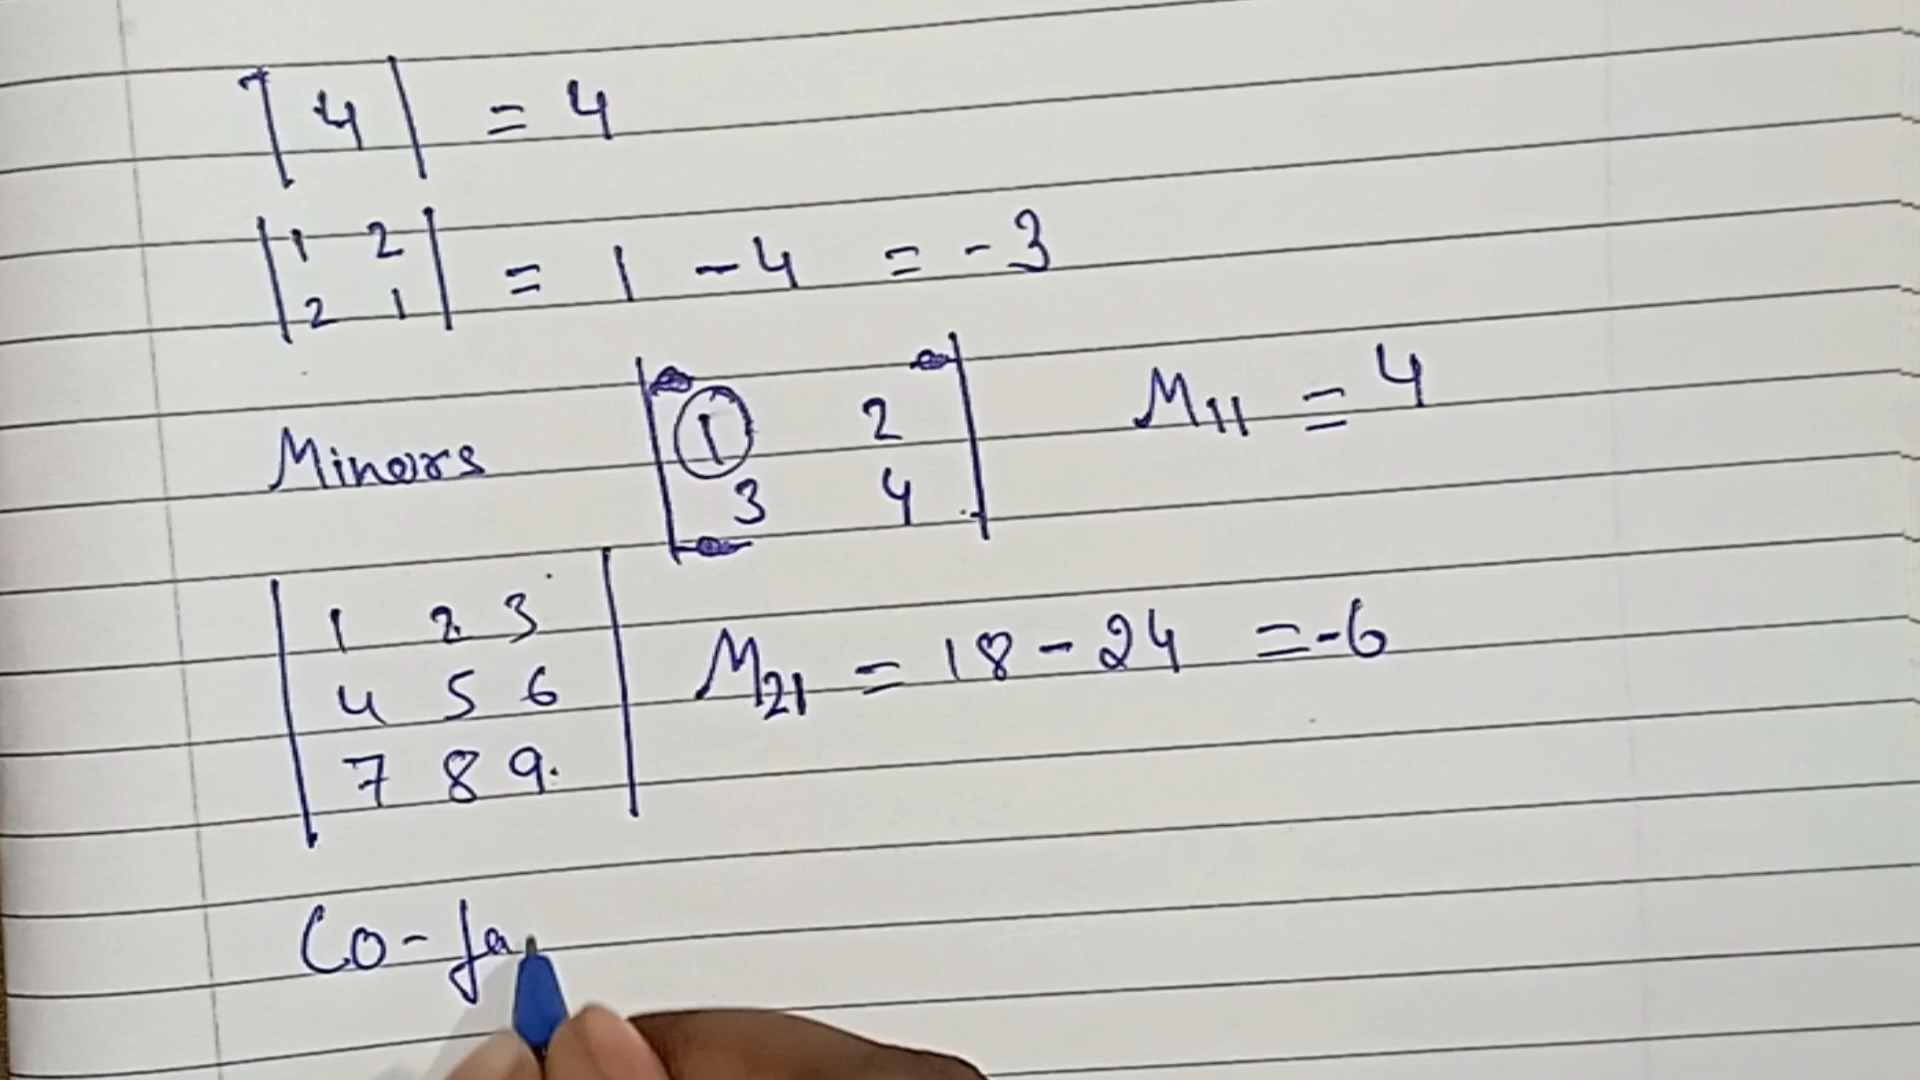 | 4 | = 4
| 1 2 | = 1 - 4 = - 3
| 2 1 |
Minors | 1 2 | M11 = 4
| 3 4 |
| 1 2 3 |
| 4 5 6 | M21 = 18 - 24 = -6
| 7 8 9. |
Co-fa